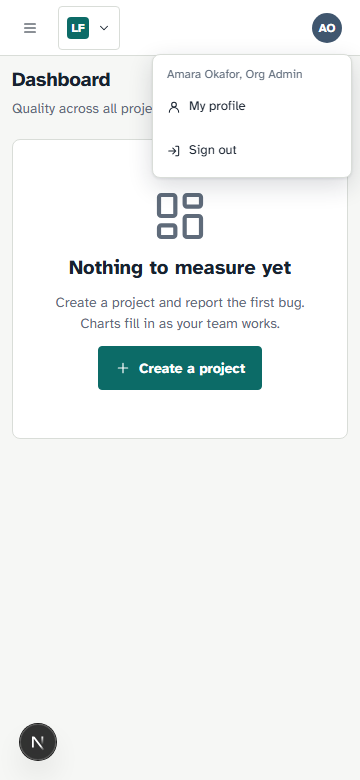 LF
AO
Amara Okafor, Org Admin
My profile
Sign out
Dashboard
Quality across all proje
Nothing to measure yet
Create a project and report the first bug.
Charts fill in as your team works.
Create a project
N